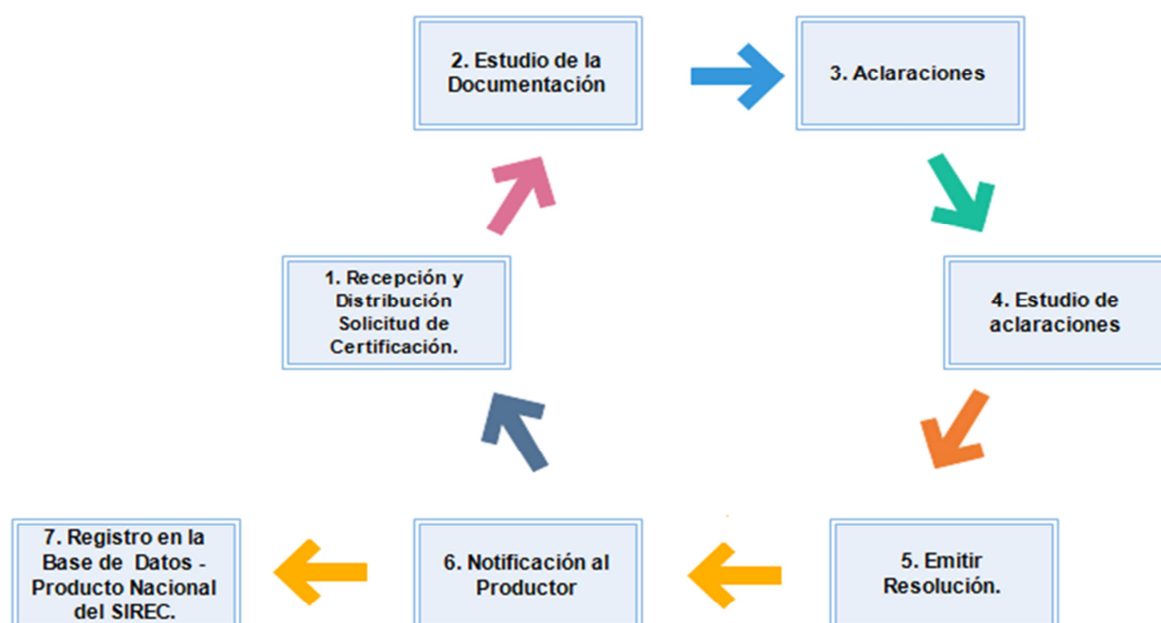 2. Estudio de la
Documentación
3. Aclaraciones
1. Recepción y
Distribución
Solicitud de
Certificación.
4. Estudio de
aclaraciones
7. Registro en la
Base de Datos -
Producto Nacional
del SIREC.
6. Notificación al
Productor
5. Emitir
Resolución.